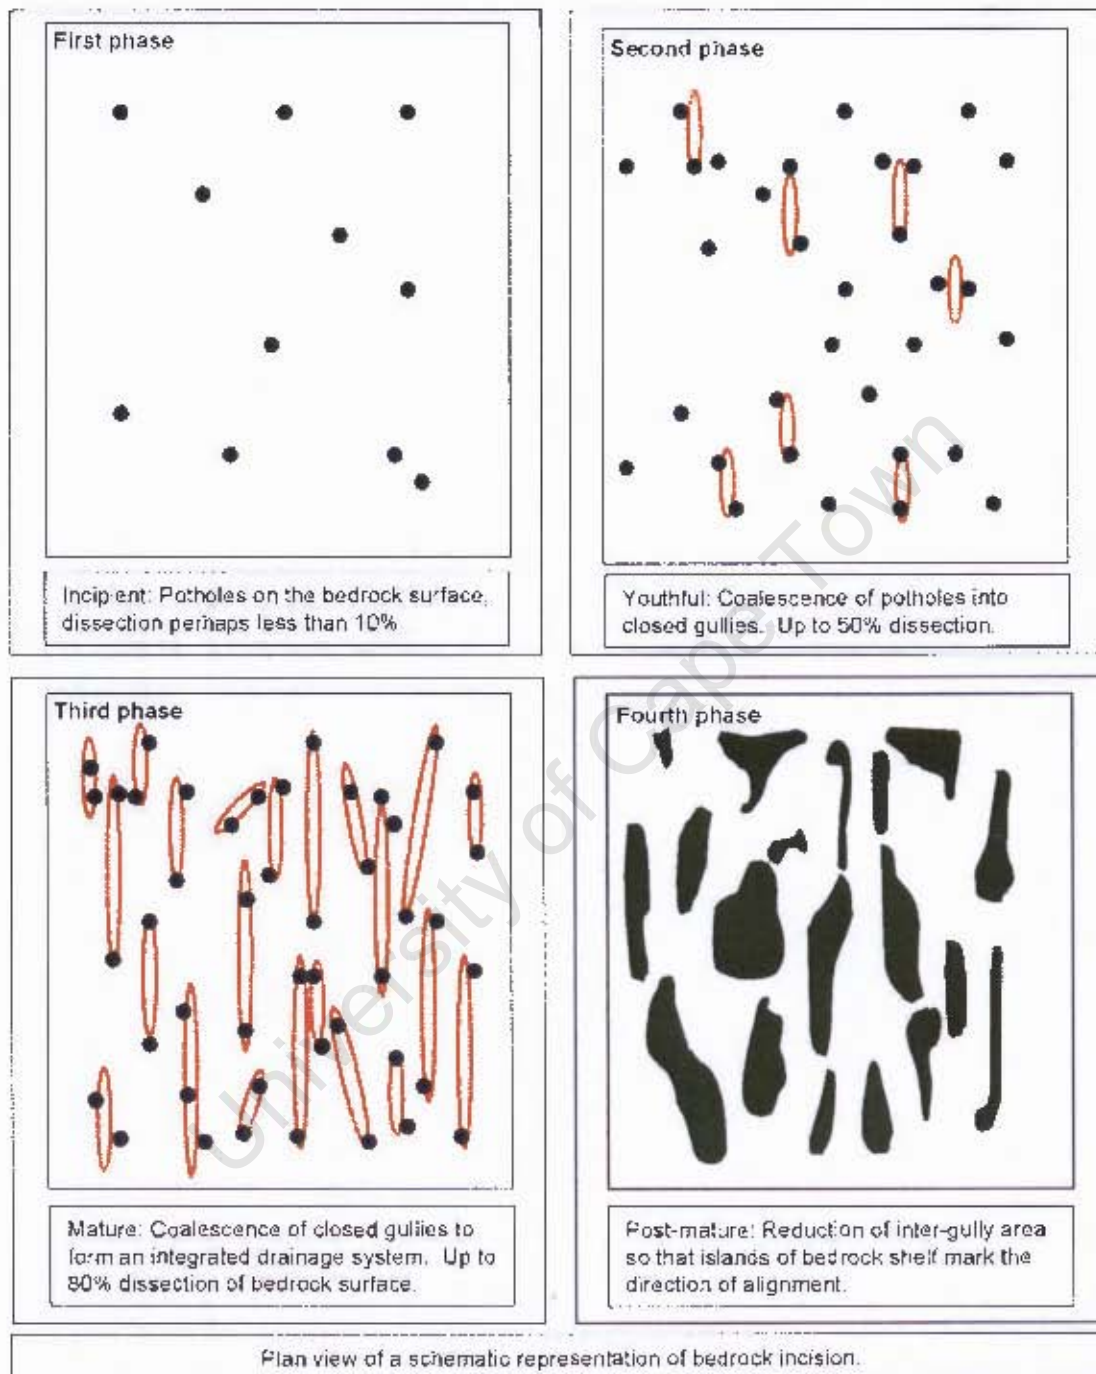 First phase
Second phase
Incipient: Potholes on the bedrock surface,
dissection perhaps less than 10%
Youthful: Coalescence of potholes into
closed gullies. Up to 50% dissection.
Third phase
Fourth phase
Mature: Coalescence of closed gullies to
form an integrated drainage system. Up to
80% dissection of bedrock surface.
Post-mature: Reduction of inter-gully area
so that islands of bedrock shelf mark the
direction of alignment.
Plan view of a schematic representation of bedrock incision.
University of Cape Town